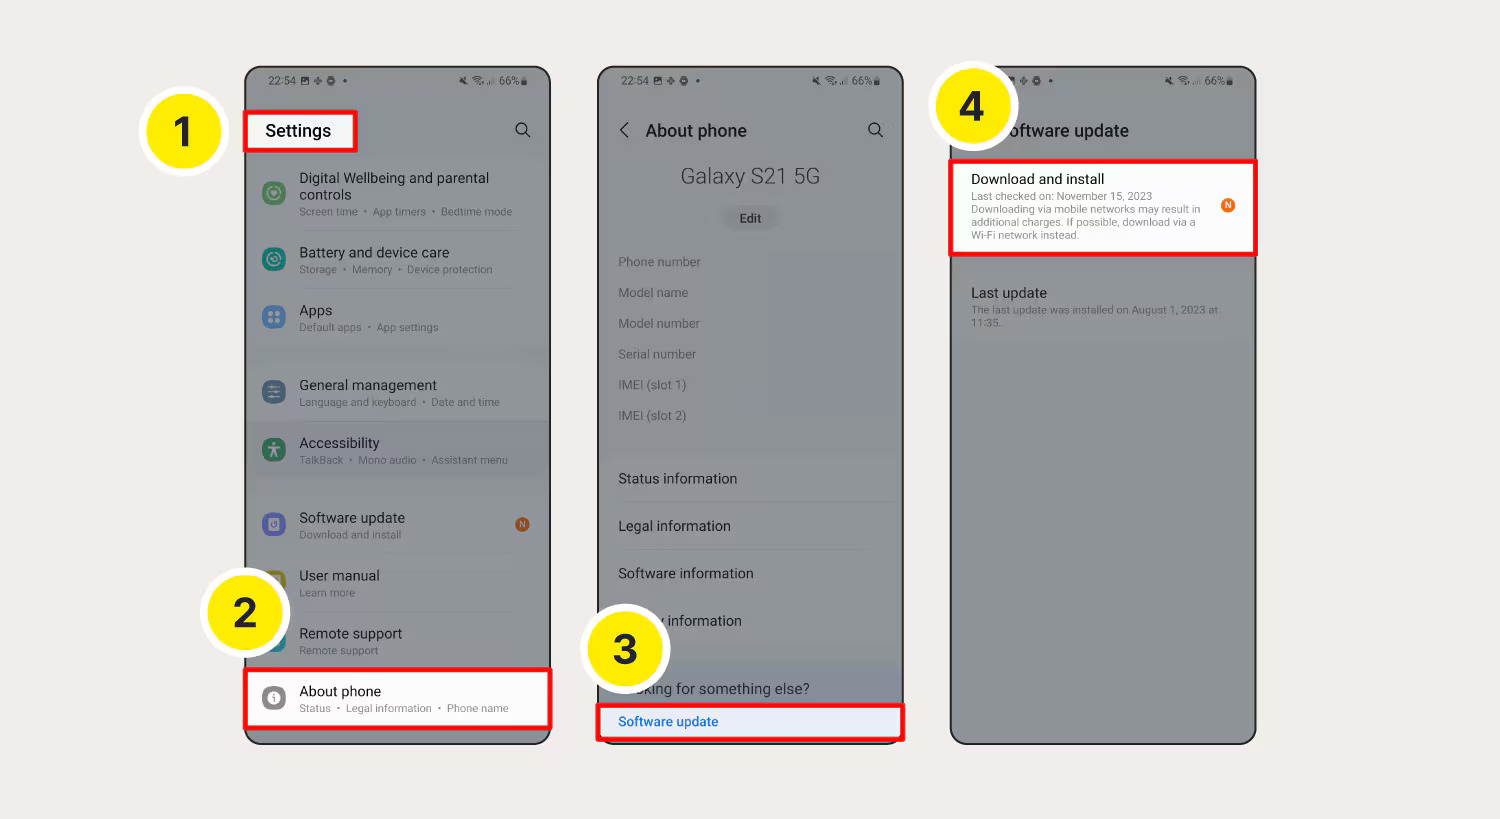 1
22:54
66%
Settings
Digital Wellbeing and parental
controls
Screen time • App timers • Bedtime mode
Battery and device care
Storage • Memory • Device protection
Apps
Default apps • App settings
General management
Language and keyboard • Date and time
Accessibility
TalkBack • Mono audio • Assistant menu
Software update
N
Download and install
User manual
Learn more
2
Remote support
Remote support
About phone
Status • Legal information • Phone name
22:54
66%
About phone
Galaxy S21 5G
Edit
Phone number
Model name
Model number
Serial number
IMEI (slot 1)
IMEI (slot 2)
Status information
Legal information
Software information
information
3
for something else?
Software update
4
66%
oftware update
Download and install
Last checked on: November 15, 2023
Downloading via mobile networks may result in
additional charges. If possible, download via a
Wi-Fi network instead.
N
Last update
The last update was installed on August 1, 2023 at
11:35.